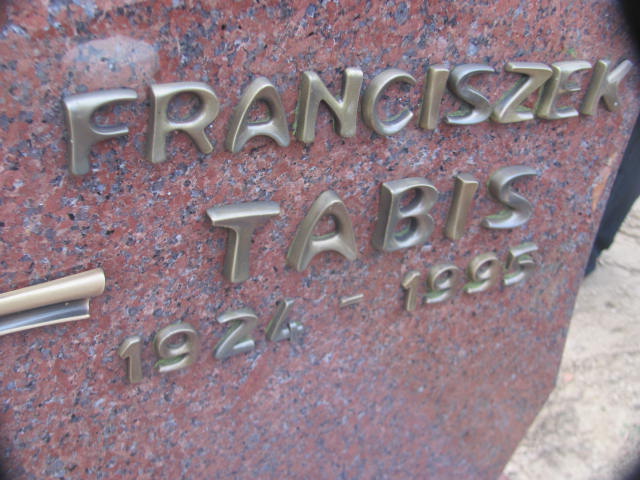 FRANCISZEK
TABIS
1924 - 1995